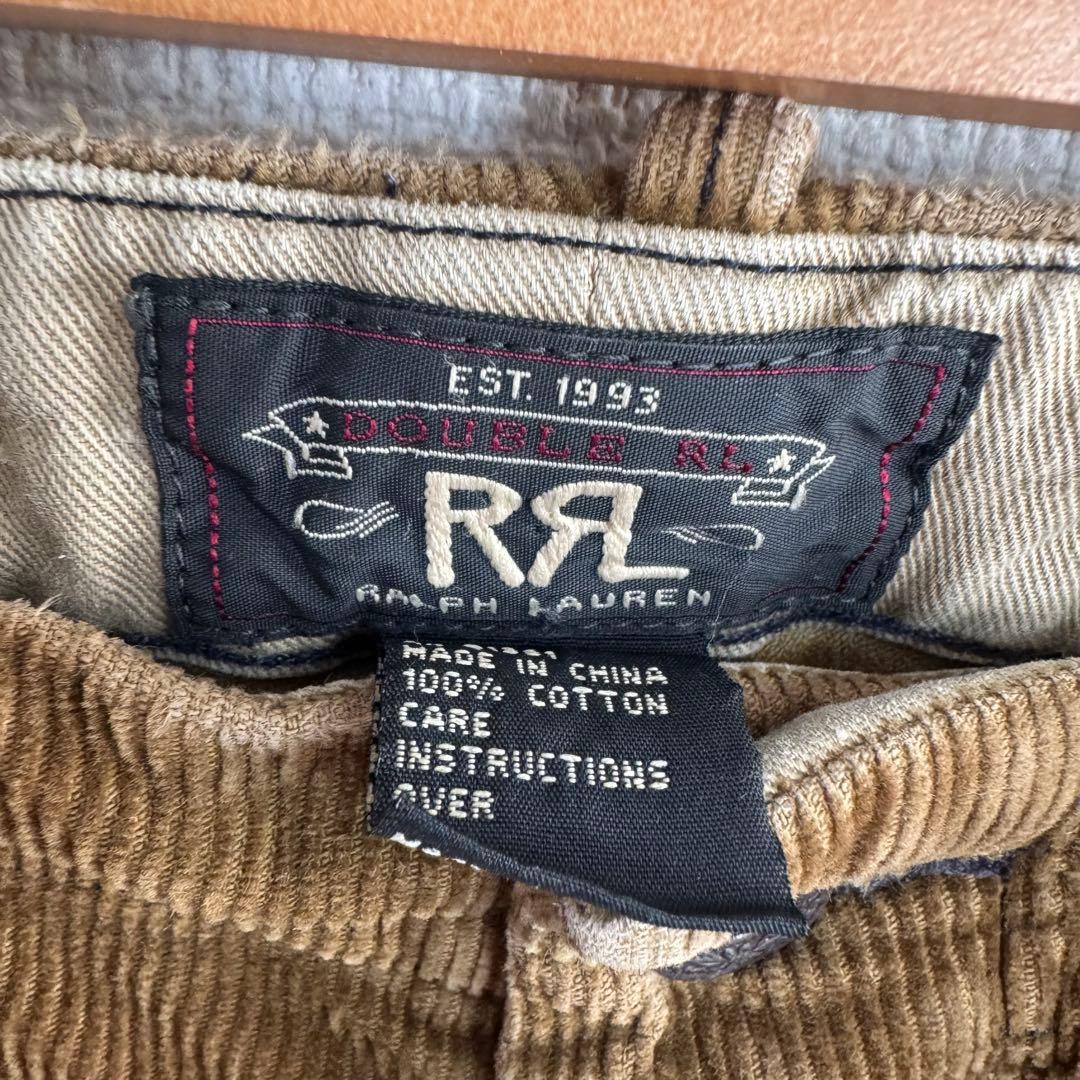 EST. 1993
DOUBLE RL
RRL
RALPH LAUREN
MADE IN CHINA
100% COTTON
CARE
INSTRUCTIONS
OVER